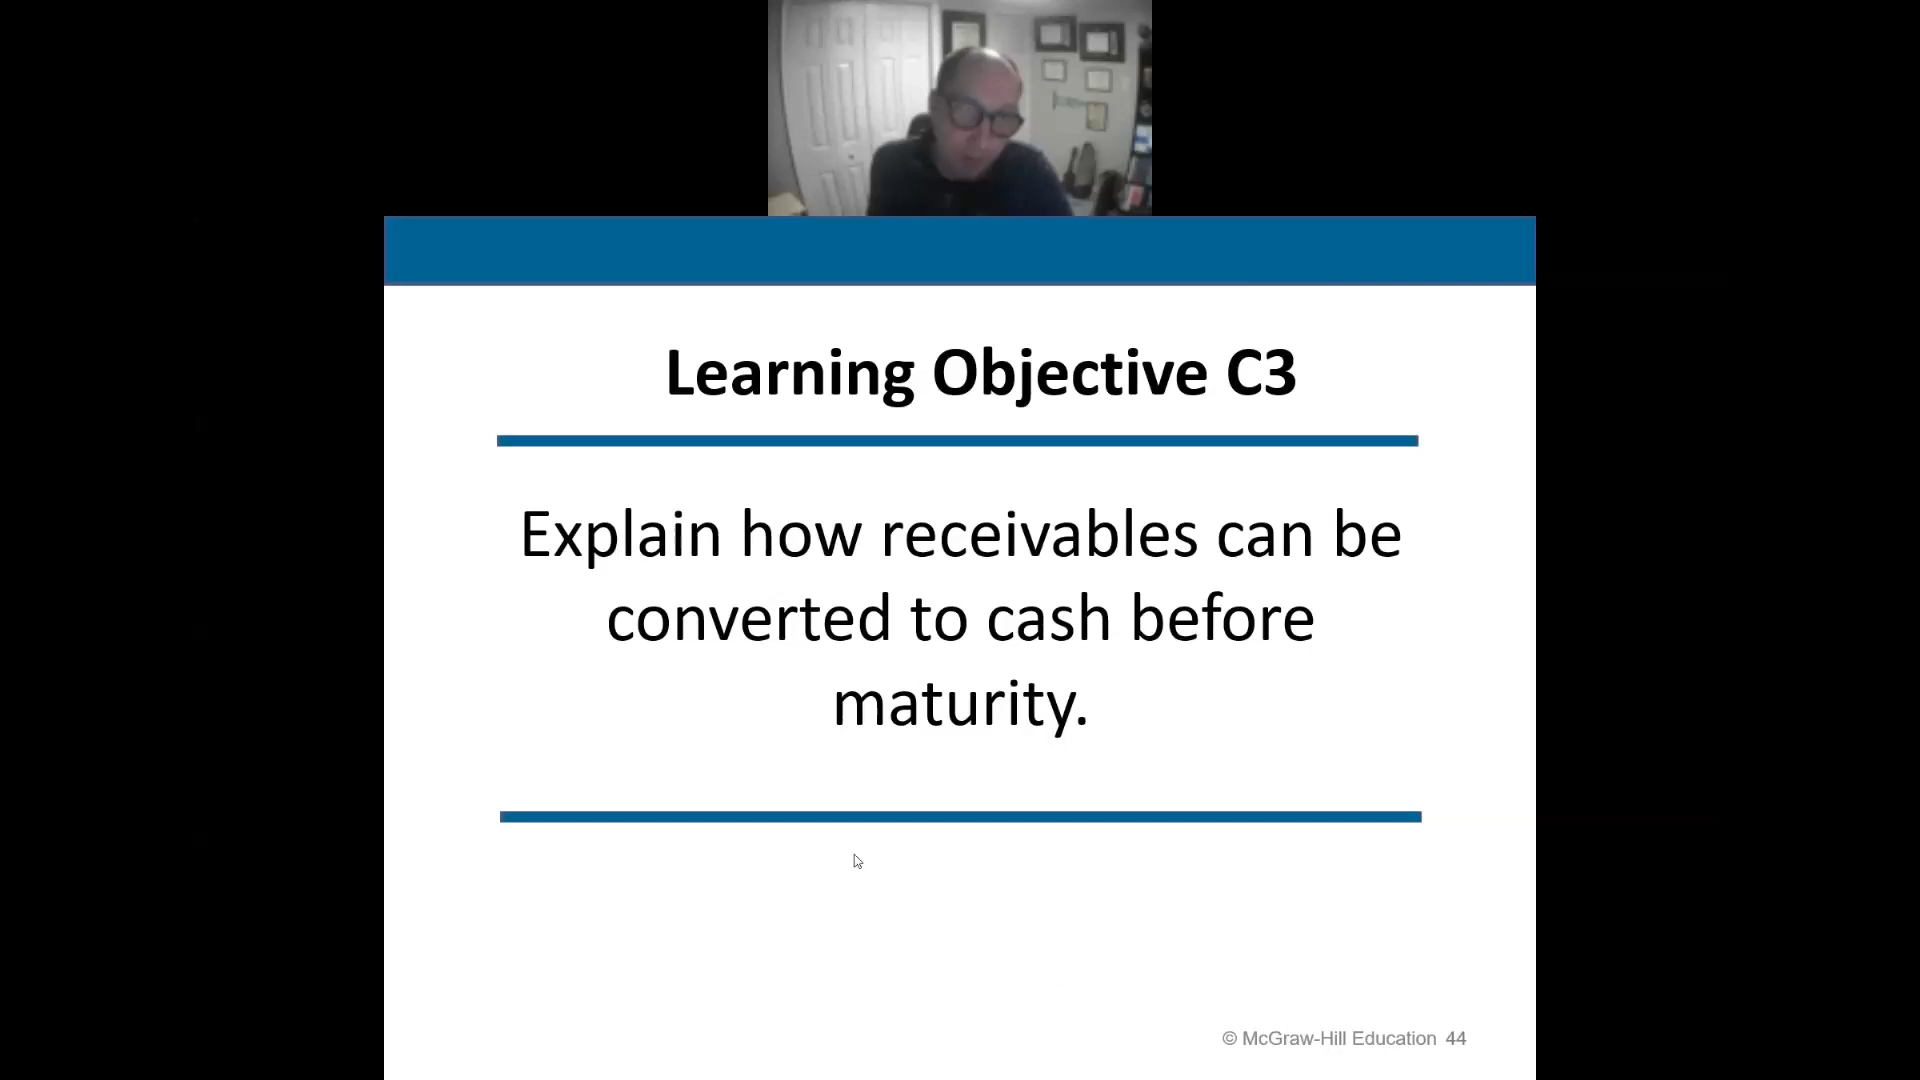 Learning Objective C3
Explain how receivables can be
converted to cash before
maturity.
© McGraw-Hill Education 44